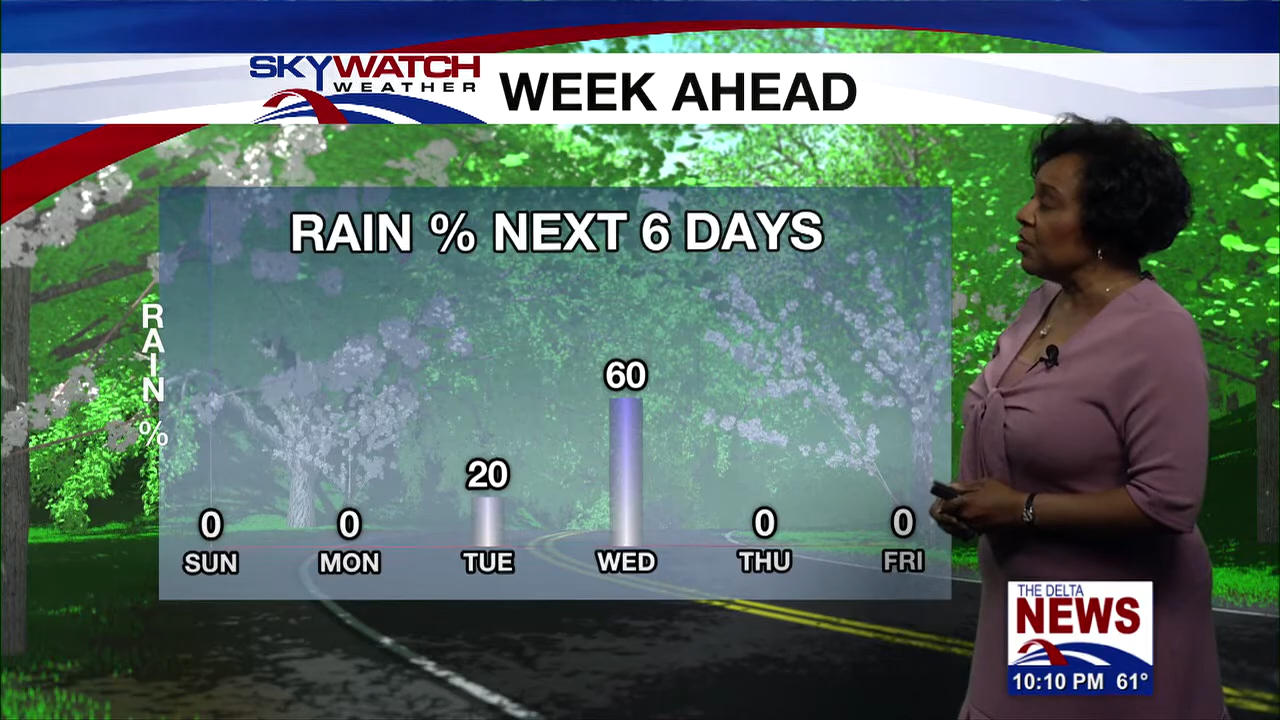 SKYWATCH
WEATHER
WEEK AHEAD
RAIN % NEXT 6 DAYS
RAIN %
0 0 20 60 0 0
SUN MON TUE WED THU FRI
THE DELTA
NEWS
10:10 PM 61°